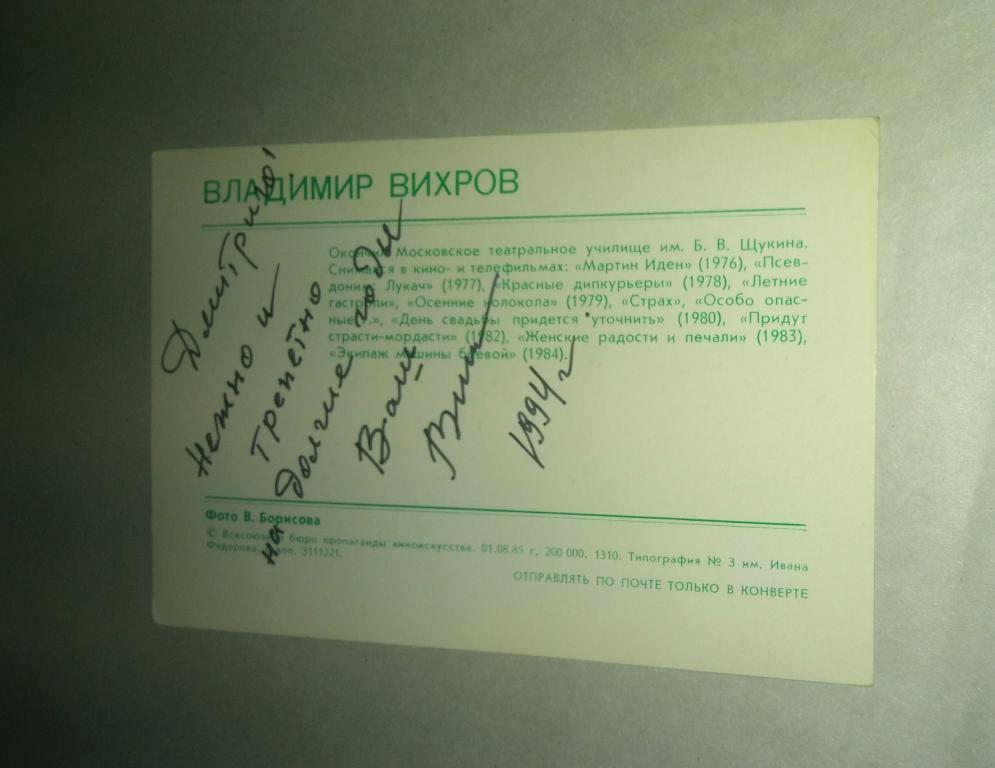 ВЛАДИМИР ВИХРОВ
Окончил Московское театральное училище им. Б. В. Щукина.
Снимался в кино- и телефильмах: «Мартин Иден» (1976), «Псев-
доним: Лукач» (1977), «Красные дипкурьеры» (1978), «Летние
гастроли», «Осенние колокола» (1979), «Страх», «Особо опас-
ные...», «День свадьбы придется уточнить» (1980), «Придут
страсти-мордасти» (1982), «Женские радости и печали» (1983),
«Экипаж машины боевой» (1984).
Дмитрию!
Нежно и
трепетно
на долгие годы
Ваш
1994 г
Фото В. Борисова
© Всесоюзное бюро пропаганды киноискусства. 01.08.85 г. 200 000. 1310. Типография № 3 им. Ивана
Федорова. 3111221.
ОТПРАВЛЯТЬ ПО ПОЧТЕ ТОЛЬКО В КОНВЕРТЕ